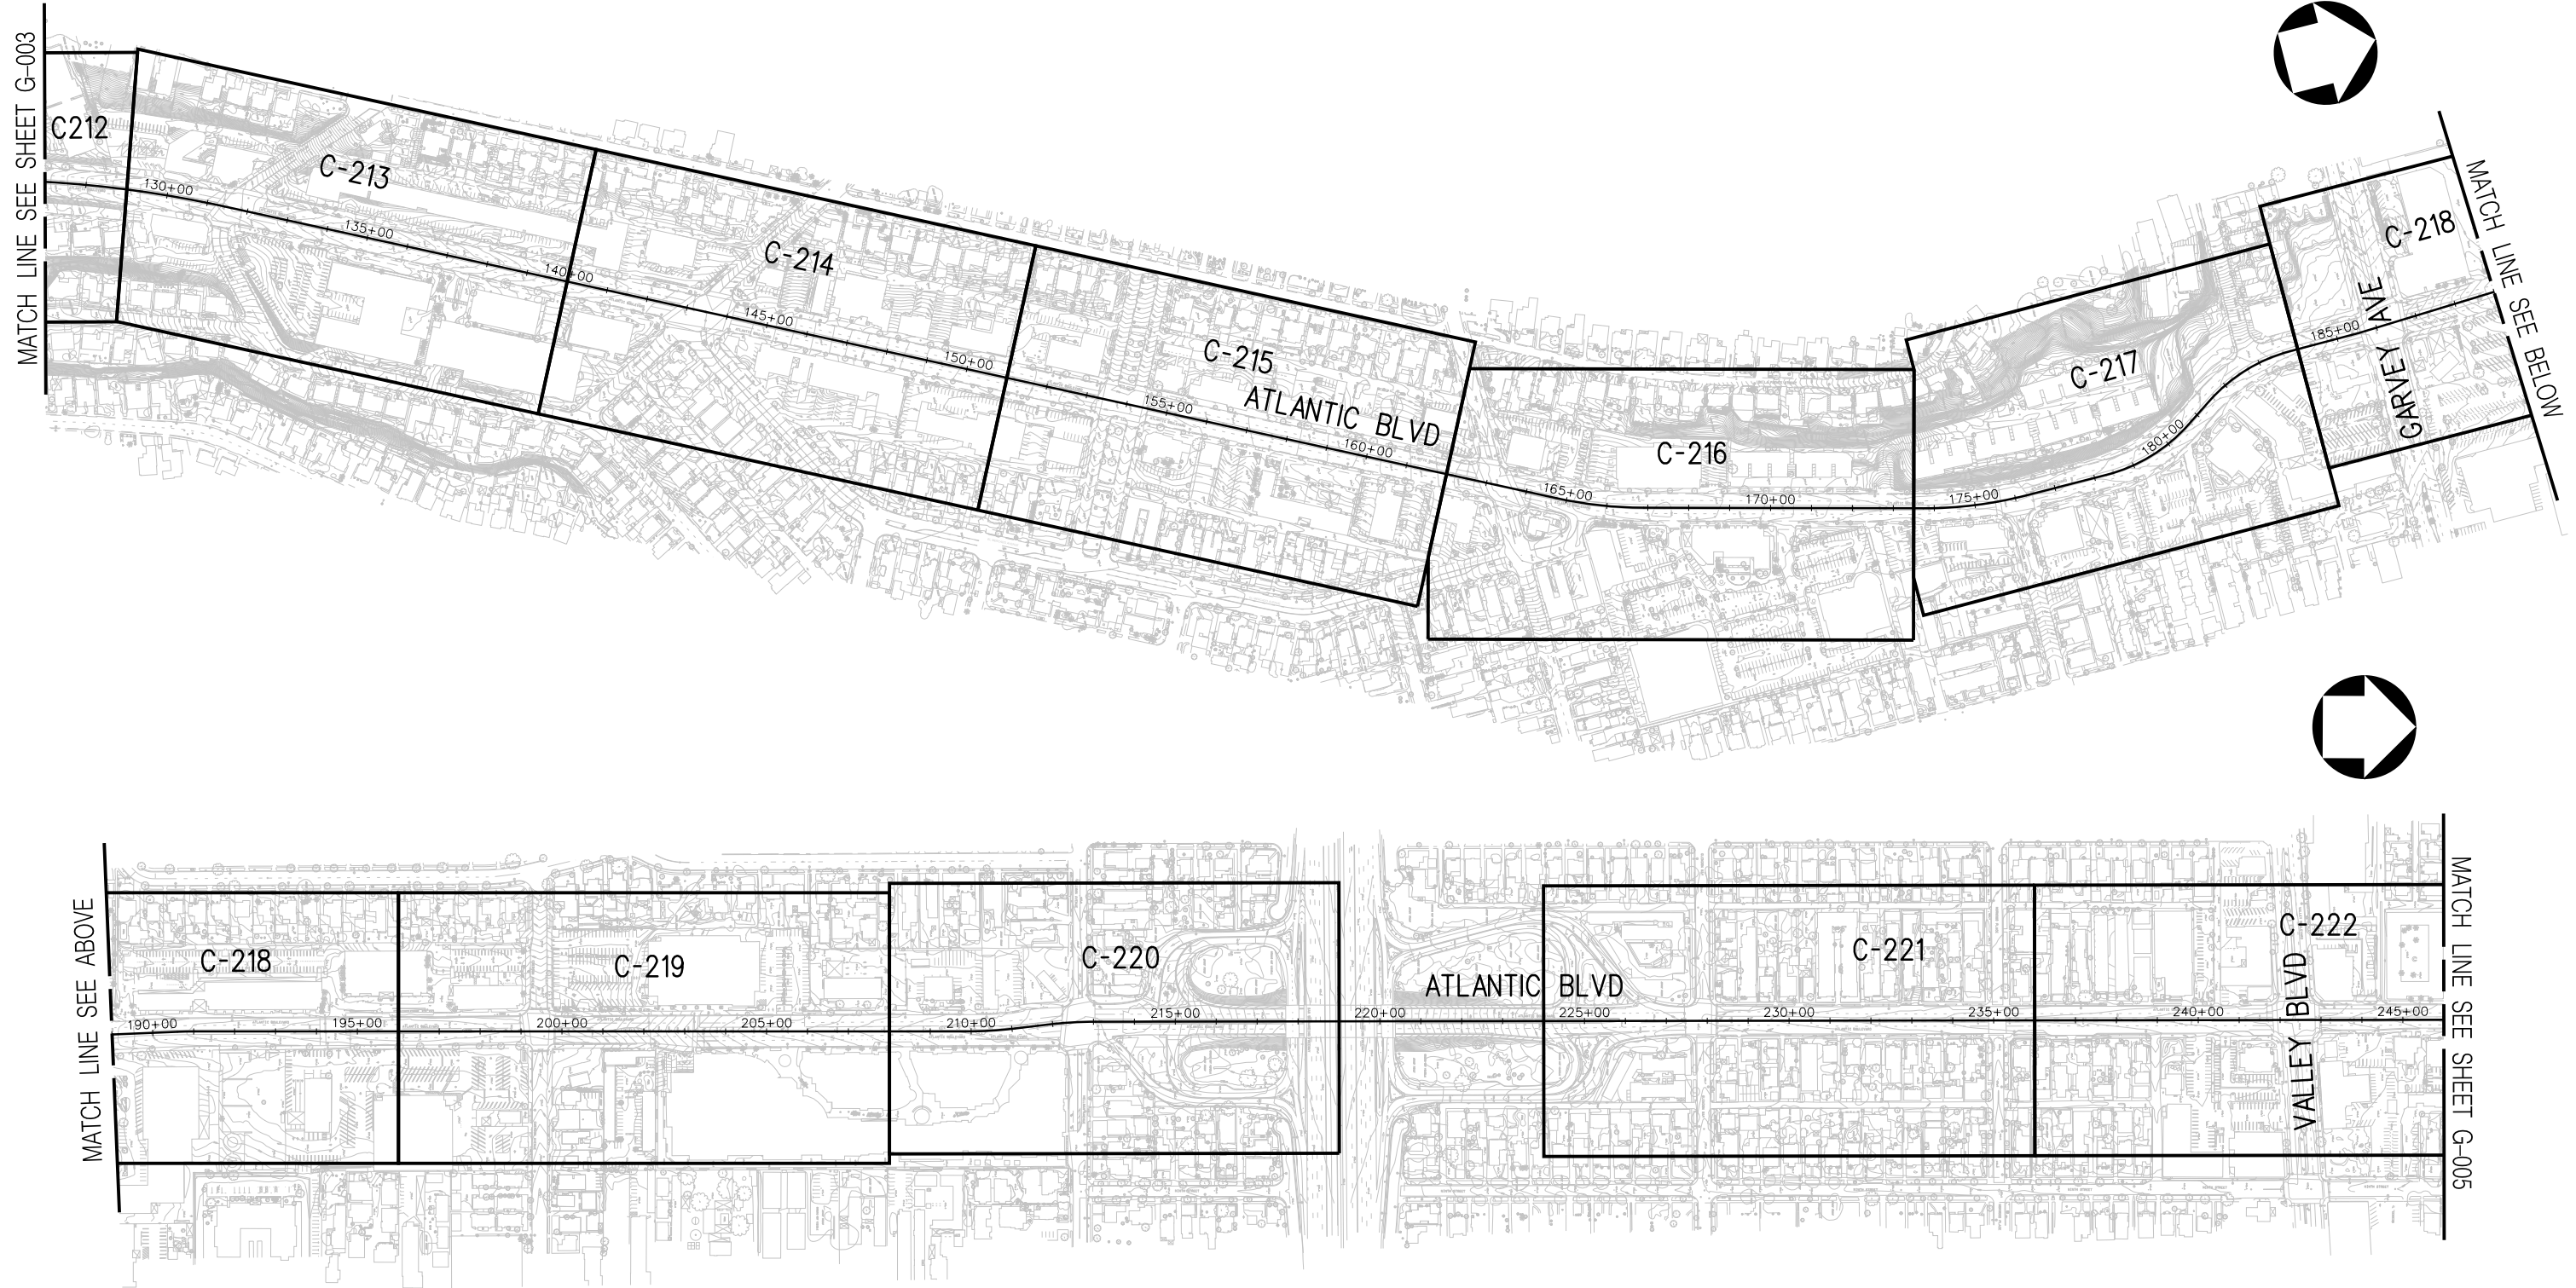 MATCH LINE SEE SHEET G-003
C212
C-213
C-214
C-215
ATLANTIC BLVD
C-216
C-217
C-218
GARVEY AVE
MATCH LINE SEE BELOW
130+00
135+00
140+00
145+00
150+00
155+00
160+00
165+00
170+00
175+00
180+00
185+00
MATCH LINE SEE ABOVE
C-218
C-219
C-220
ATLANTIC BLVD
C-221
C-222
VALLEY BLVD
190+00
195+00
200+00
205+00
210+00
215+00
220+00
225+00
230+00
235+00
240+00
245+00
MATCH LINE SEE SHEET G-005